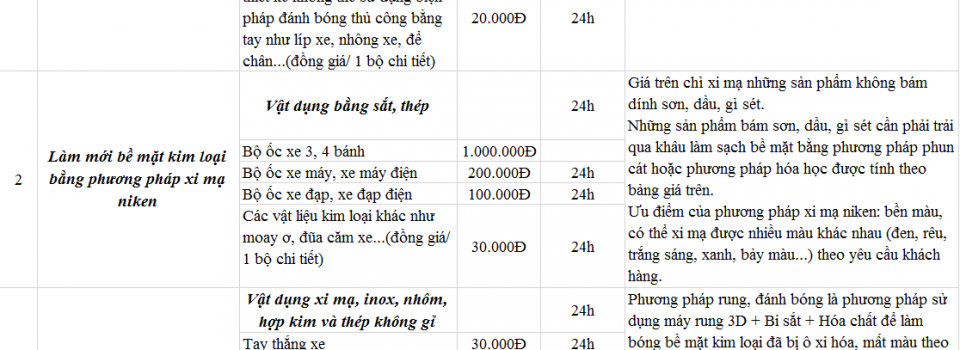 pháp đánh bóng thủ công bằng
tay như líp xe, nhông xe, để
chân...(đồng giá/ 1 bộ chi tiết)
20.000Đ
24h
2
Làm mới bề mặt kim loại
bằng phương pháp xi mạ
niken
Vật dụng bằng sắt, thép
24h
Bộ ốc xe 3, 4 bánh
1.000.000Đ
Bộ ốc xe máy, xe máy điện
200.000Đ
24h
Bộ ốc xe đạp, xe đạp điện
100.000Đ
24h
Các vật liệu kim loại khác như
moay ơ, đũa căm xe...(đồng giá/
1 bộ chi tiết)
30.000Đ
24h
Giá trên chỉ xi mạ những sản phẩm không bám
dính sơn, dầu, gỉ sét.
Những sản phẩm bám sơn, dầu, gỉ sét cần phải trải
qua khâu làm sạch bề mặt bằng phương pháp phun
cát hoặc phương pháp hóa học được tính theo
bảng giá trên.
Ưu điểm của phương pháp xi mạ niken: bền màu,
có thể xi mạ được nhiều màu khác nhau (đen, rêu,
trắng sáng, xanh, bảy màu...) theo yêu cầu khách
hàng.
Vật dụng xi mạ, inox, nhôm,
hợp kim và thép không gỉ
24h
Tay thắng xe
30.000Đ
24h
Phương pháp rung, đánh bóng là phương pháp sử
dụng máy rung 3D + Bi sắt + Hóa chất để làm
bóng bề mặt kim loại đã bị ô xi hóa, mất màu theo